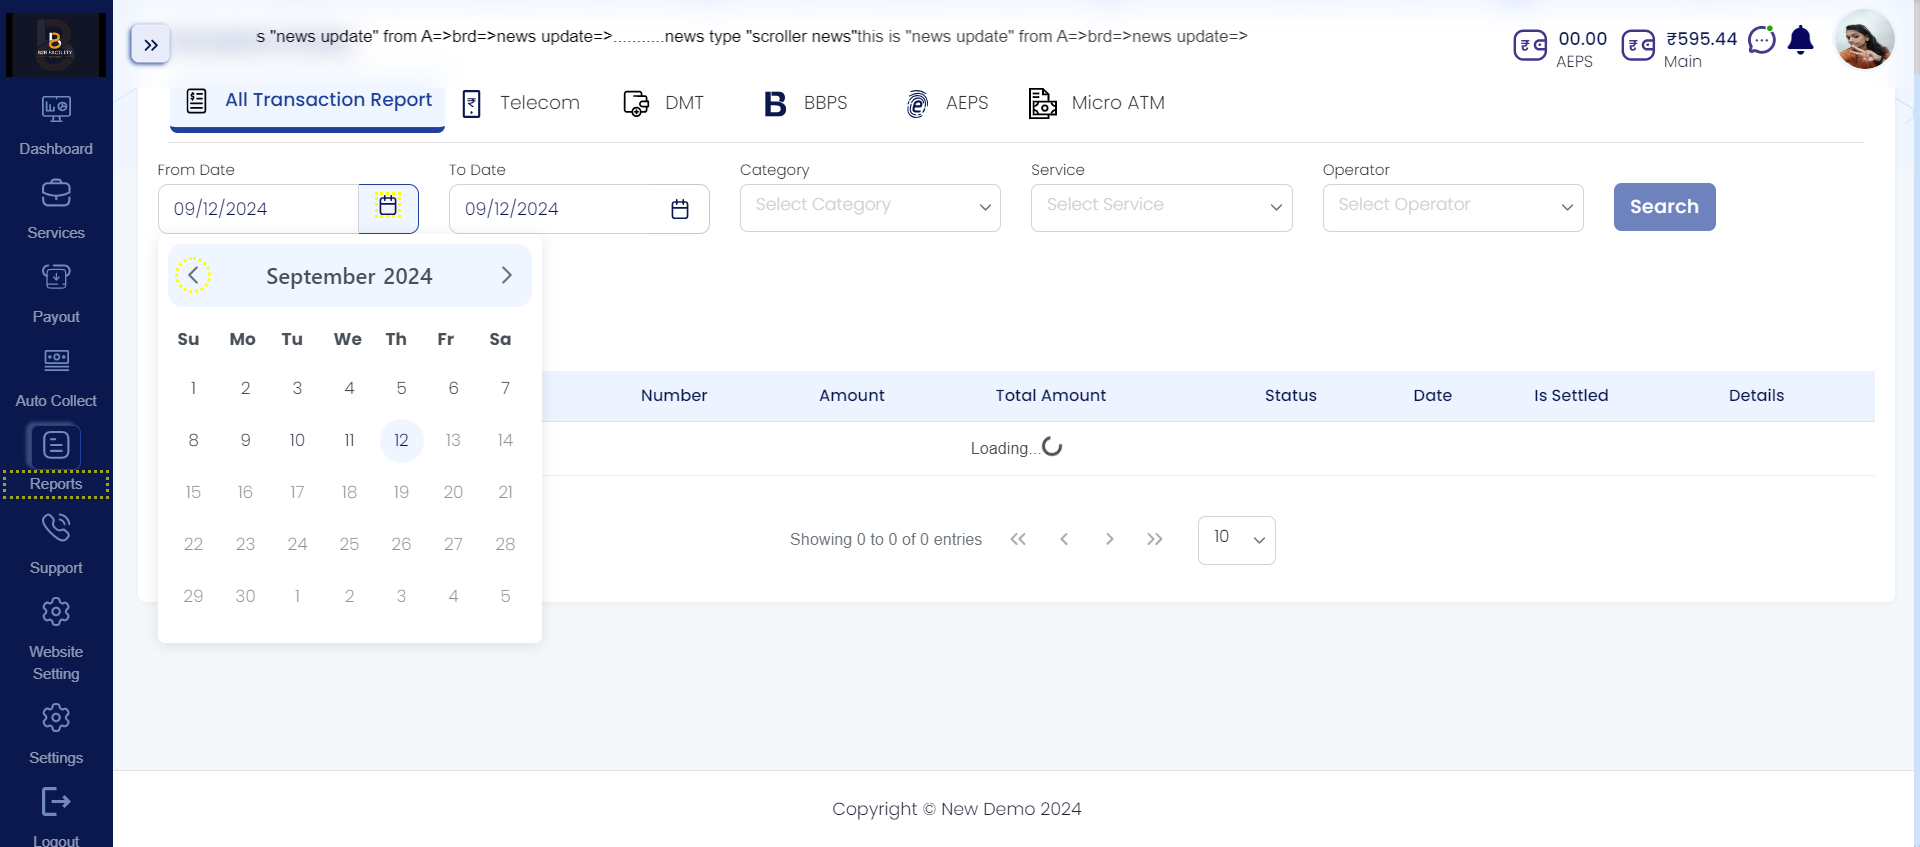 B2B FACILITY
s "news update" from A=>brd=>news update=>...........news type "scroller news"this is "news update" from A=>brd=>news update=>
00.00
AEPS
₹595.44
Main
Dashboard
Services
Payout
Auto Collect
Reports
Support
Website
Setting
Settings
Logout
All Transaction Report
Telecom
DMT
B BBPS
AEPS
Micro ATM
From Date
To Date
Category
Service
Operator
09/12/2024
09/12/2024
Select Category
Select Service
Select Operator
Search
September 2024
Su Mo Tu We Th Fr Sa
1 2 3 4 5 6 7
8 9 10 11 12 13 14
15 16 17 18 19 20 21
22 23 24 25 26 27 28
29 30 1 2 3 4 5
Number Amount Total Amount Status Date Is Settled Details
Loading...
Showing 0 to 0 of 0 entries
10
Copyright © New Demo 2024